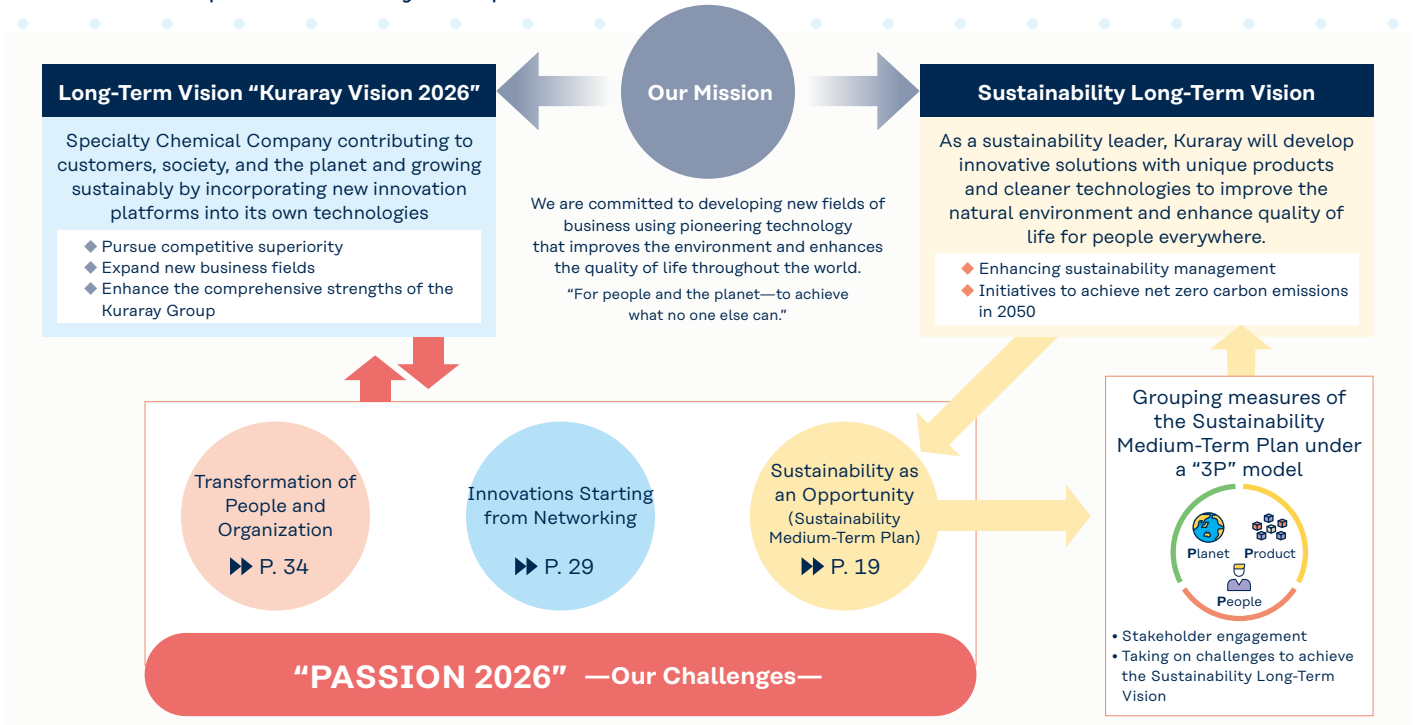 Our Mission
We are committed to developing new fields of
business using pioneering technology
that improves the environment and enhances
the quality of life throughout the world.
“For people and the planet—to achieve
what no one else can.”
Long-Term Vision “Kuraray Vision 2026”
Specialty Chemical Company contributing to
customers, society, and the planet and growing
sustainably by incorporating new innovation
platforms into its own technologies
◆ Pursue competitive superiority
◆ Expand new business fields
◆ Enhance the comprehensive strengths of the
Kuraray Group
Sustainability Long-Term Vision
As a sustainability leader, Kuraray will develop
innovative solutions with unique products
and cleaner technologies to improve the
natural environment and enhance quality of
life for people everywhere.
◆ Enhancing sustainability management
◆ Initiatives to achieve net zero carbon emissions
in 2050
Transformation of
People and
Organization
P. 34
Innovations Starting
from Networking
P. 29
Sustainability as
an Opportunity
(Sustainability
Medium-Term Plan)
P. 19
“PASSION 2026” —Our Challenges—
Grouping measures of
the Sustainability
Medium-Term Plan under
a “3P” model
Planet
Product
People
• Stakeholder engagement
• Taking on challenges to achieve
the Sustainability Long-Term
Vision